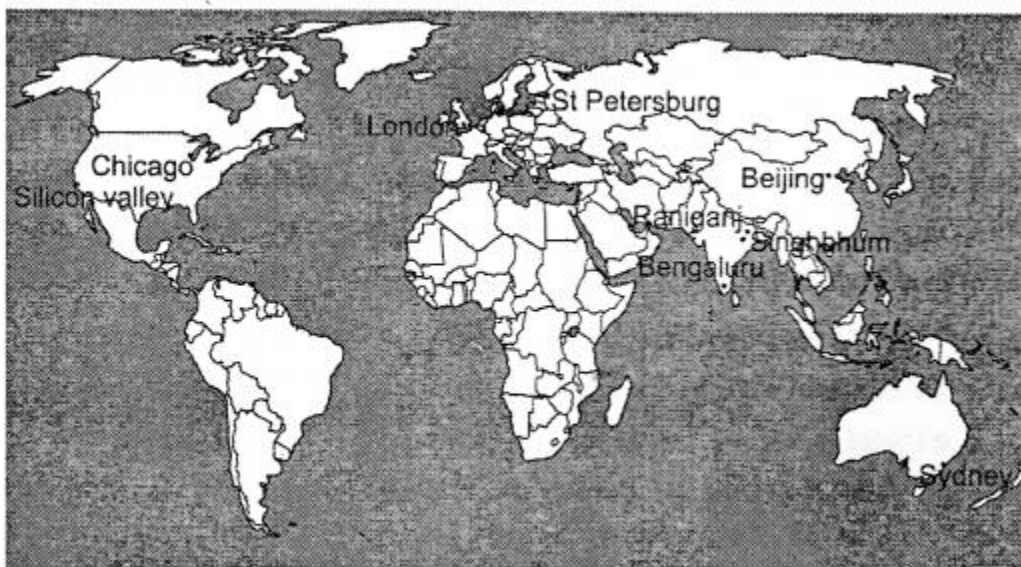 St Petersburg
London
Chicago
Silicon valley
Beijing
Raniganj
Singhbhum
Bengaluru
Sydney